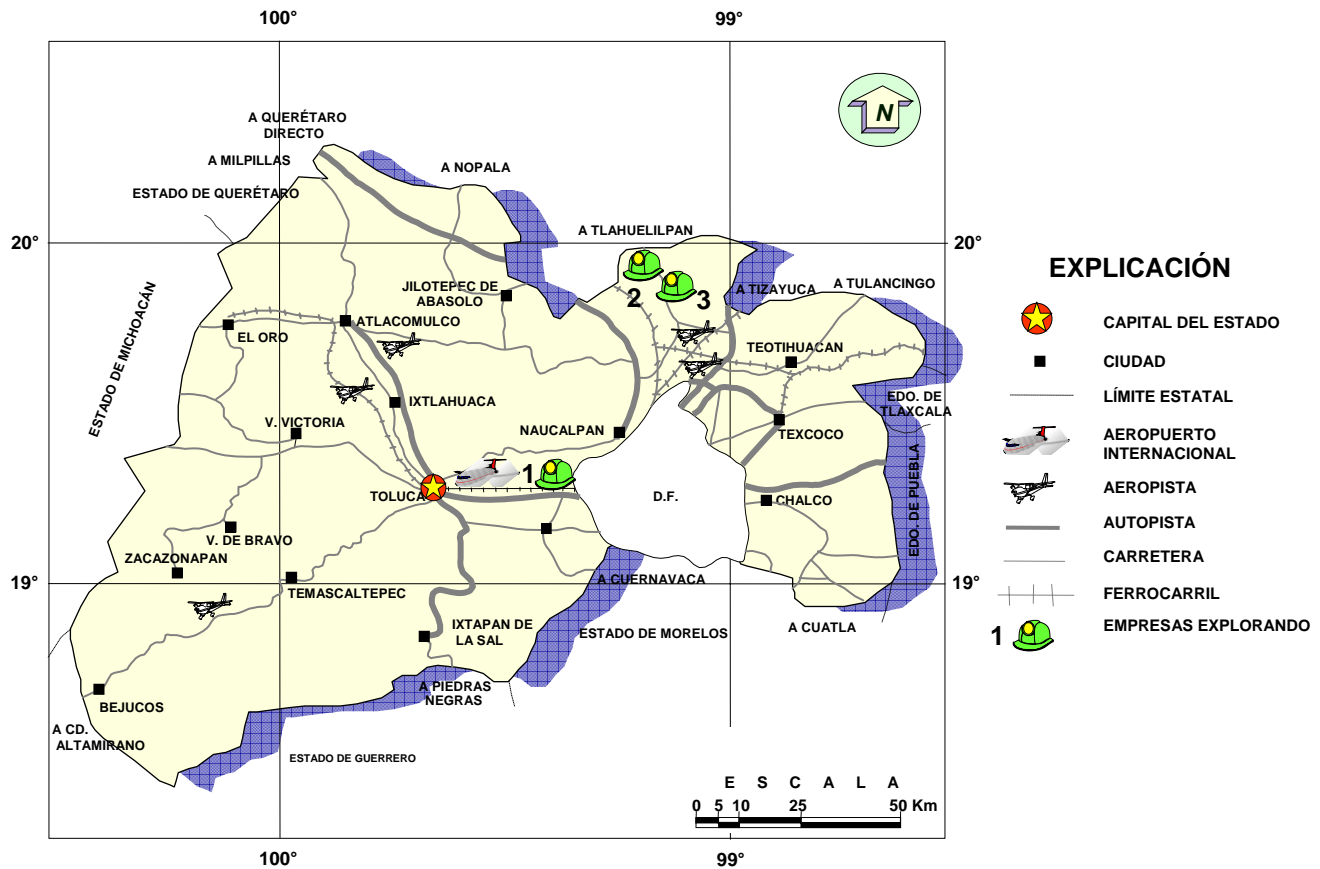 100°
99°
A QUERÉTARO
DIRECTO
A MILPILLAS
A NOPALA
ESTADO DE QUERÉTARO
N
20°
A TLAHUELILPAN
20°
EXPLICACIÓN
JILOTEPEC DE
ABASOLO
2
3
A TIZAYUCA
A TULANCINGO
CAPITAL DEL ESTADO
ATLACOMULCO
EL ORO
TEOTIHUACAN
CIUDAD
ESTADO DE MICHOACÁN
IXTLAHUACA
EDO. DE
TLAXCALA
LÍMITE ESTATAL
V. VICTORIA
NAUCALPAN
TEXCOCO
AEROPUERTO
INTERNACIONAL
1
TOLUCA
D.F.
CHALCO
EDO. DE PUEBLA
AEROPISTA
AUTOPISTA
V. DE BRAVO
ZACAZONAPAN
CARRETERA
19°
TEMASCALTEPEC
A CUERNAVACA
19°
FERROCARRIL
IXTAPAN DE
LA SAL
ESTADO DE MORELOS
A CUATLA
1
EMPRESAS EXPLORANDO
A PIEDRAS
NEGRAS
BEJUCOS
A CD.
ALTAMIRANO
ESTADO DE GUERRERO
E S C A L A
0 5 10 25 50 Km
100°
99°